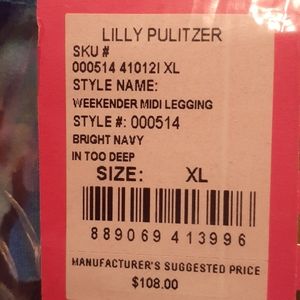 LILLY PULITZER
SKU #
000514 41012I XL
STYLE NAME:
WEEKENDER MIDI LEGGING
STYLE #: 000514
BRIGHT NAVY
IN TOO DEEP
SIZE: XL
889069 413996
MANUFACTURER'S SUGGESTED PRICE
$108.00